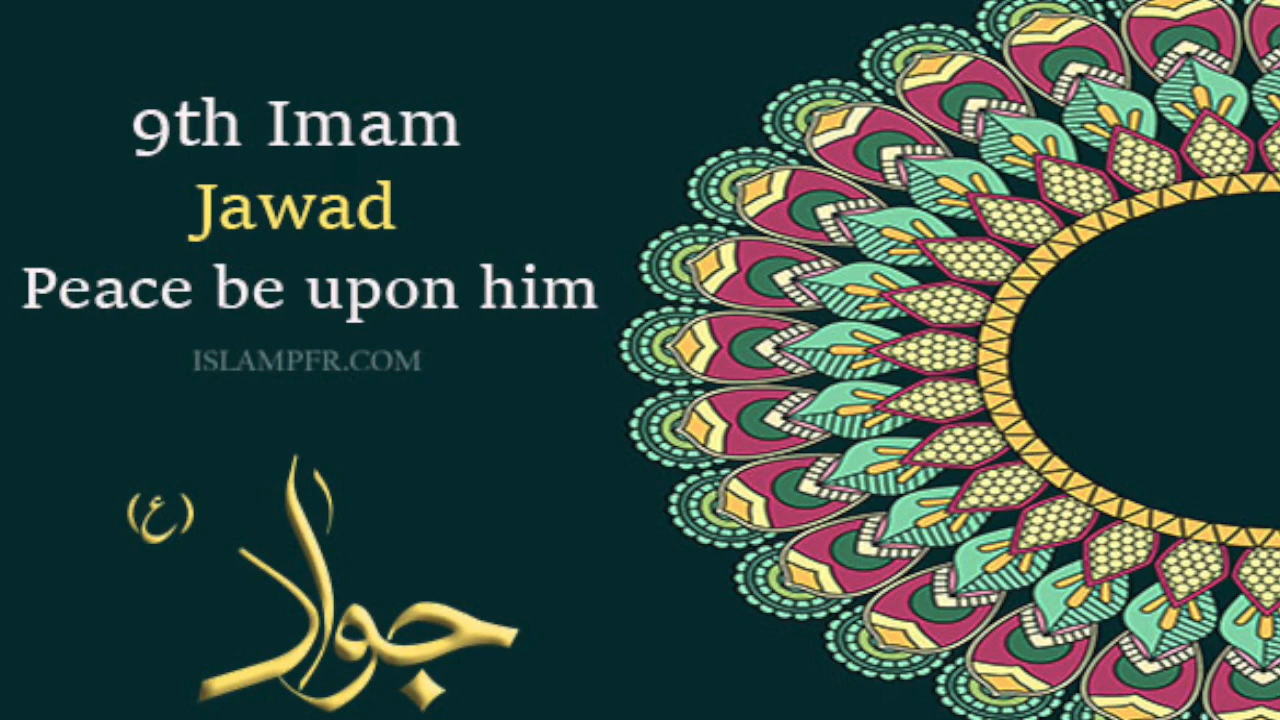 9th Imam
Jawad
Peace be upon him
ISLAMPFR.COM
(ع)
جواد